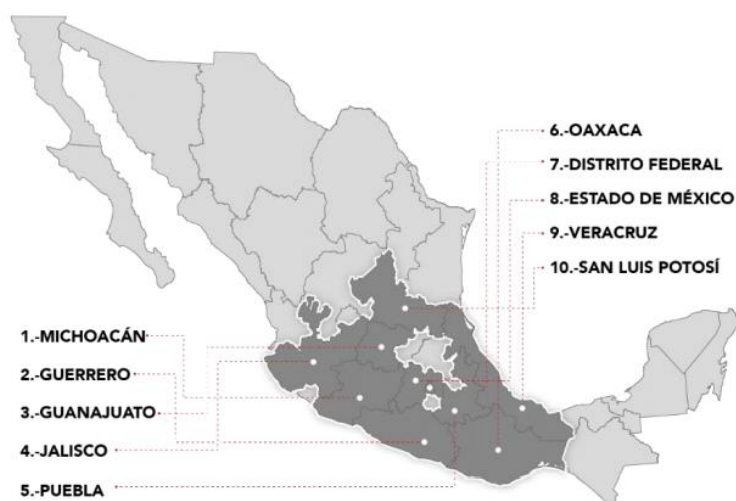 1.-MICHOACÁN
2.-GUERRERO
3.-GUANAJUATO
4.-JALISCO
5.-PUEBLA
6.-OAXACA
7.-DISTRITO FEDERAL
8.-ESTADO DE MÉXICO
9.-VERACRUZ
10.-SAN LUIS POTOSÍ